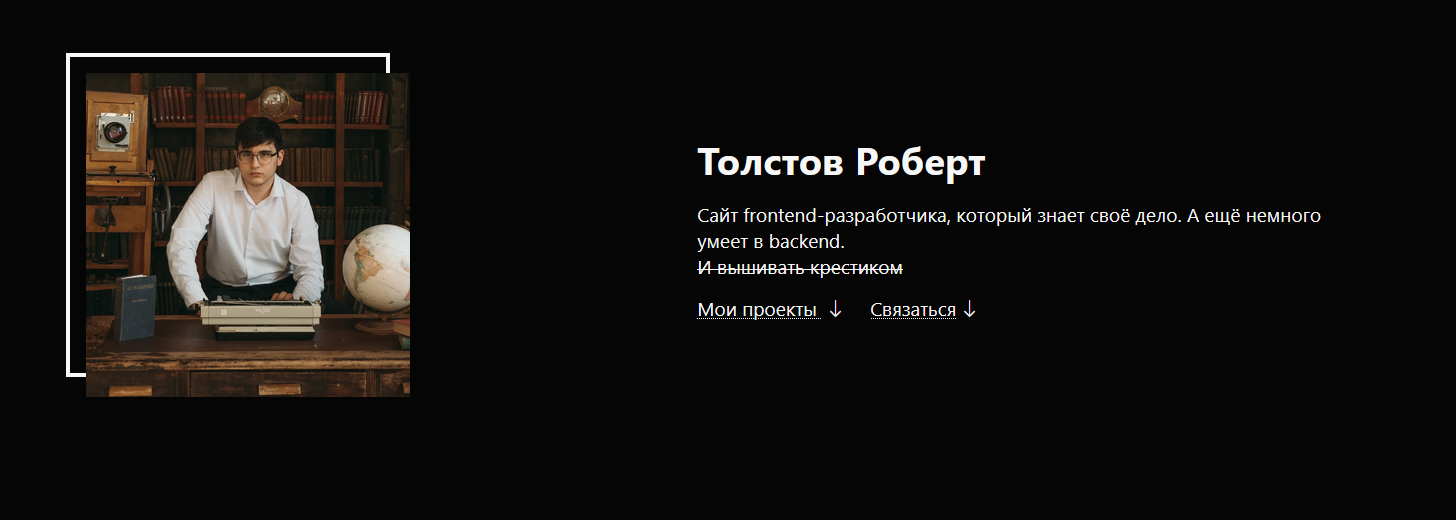 Толстов Роберт
Сайт frontend-разработчика, который знает своё дело. А ещё немного
умеет в backend.
И вышивать крестиком
Мои проекты ↓ Связаться ↓